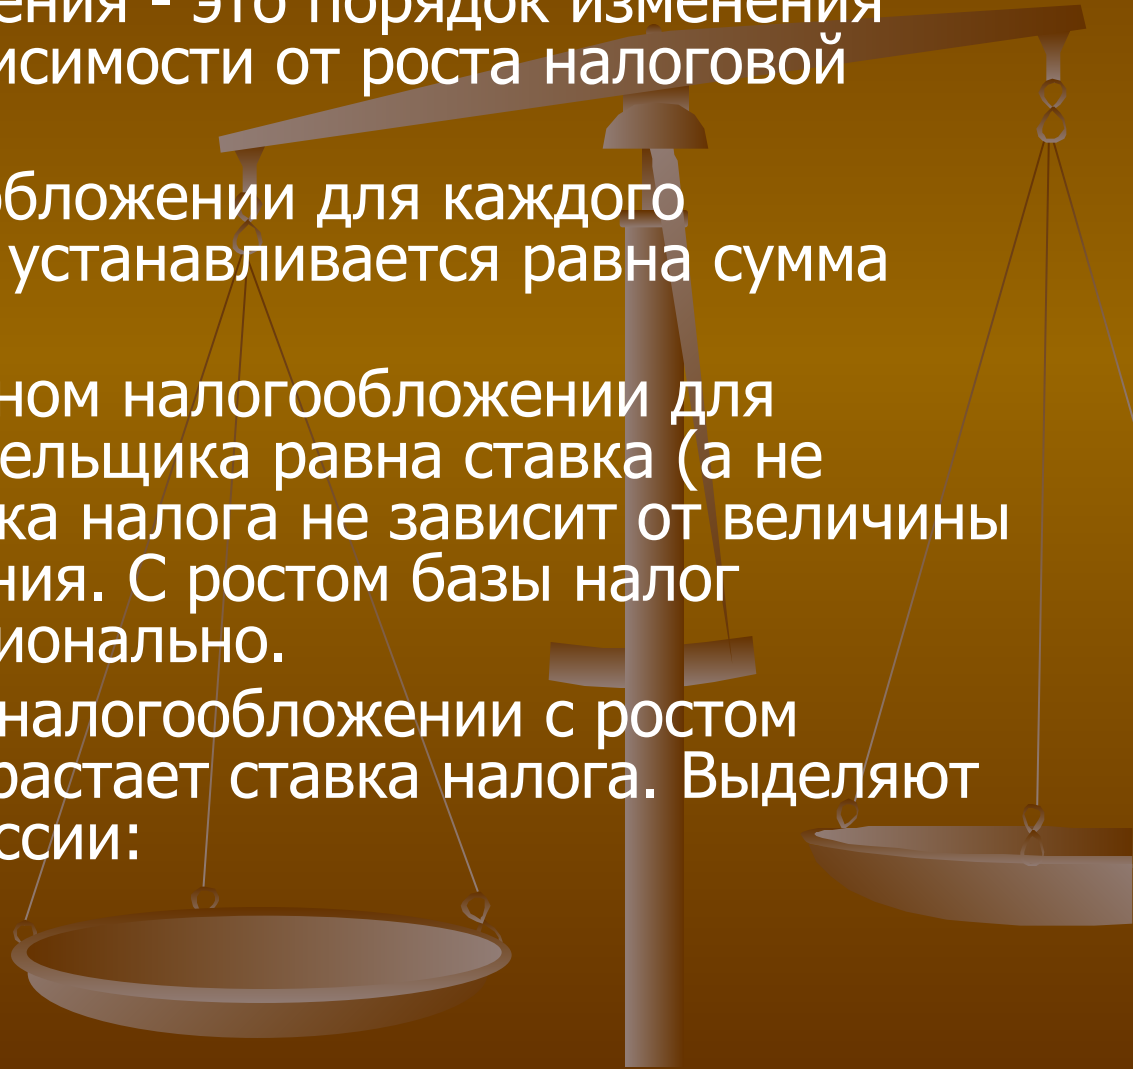 ения - это порядок изменения
исимости от роста налоговой
обложении для каждого
устанавливается равна сумма
ном налогообложении для
ельщика равна ставка (а не
ка налога не зависит от величины
ния. С ростом базы налог
ионально.
налогообложении с ростом
растает ставка налога. Выделяют
ссии: